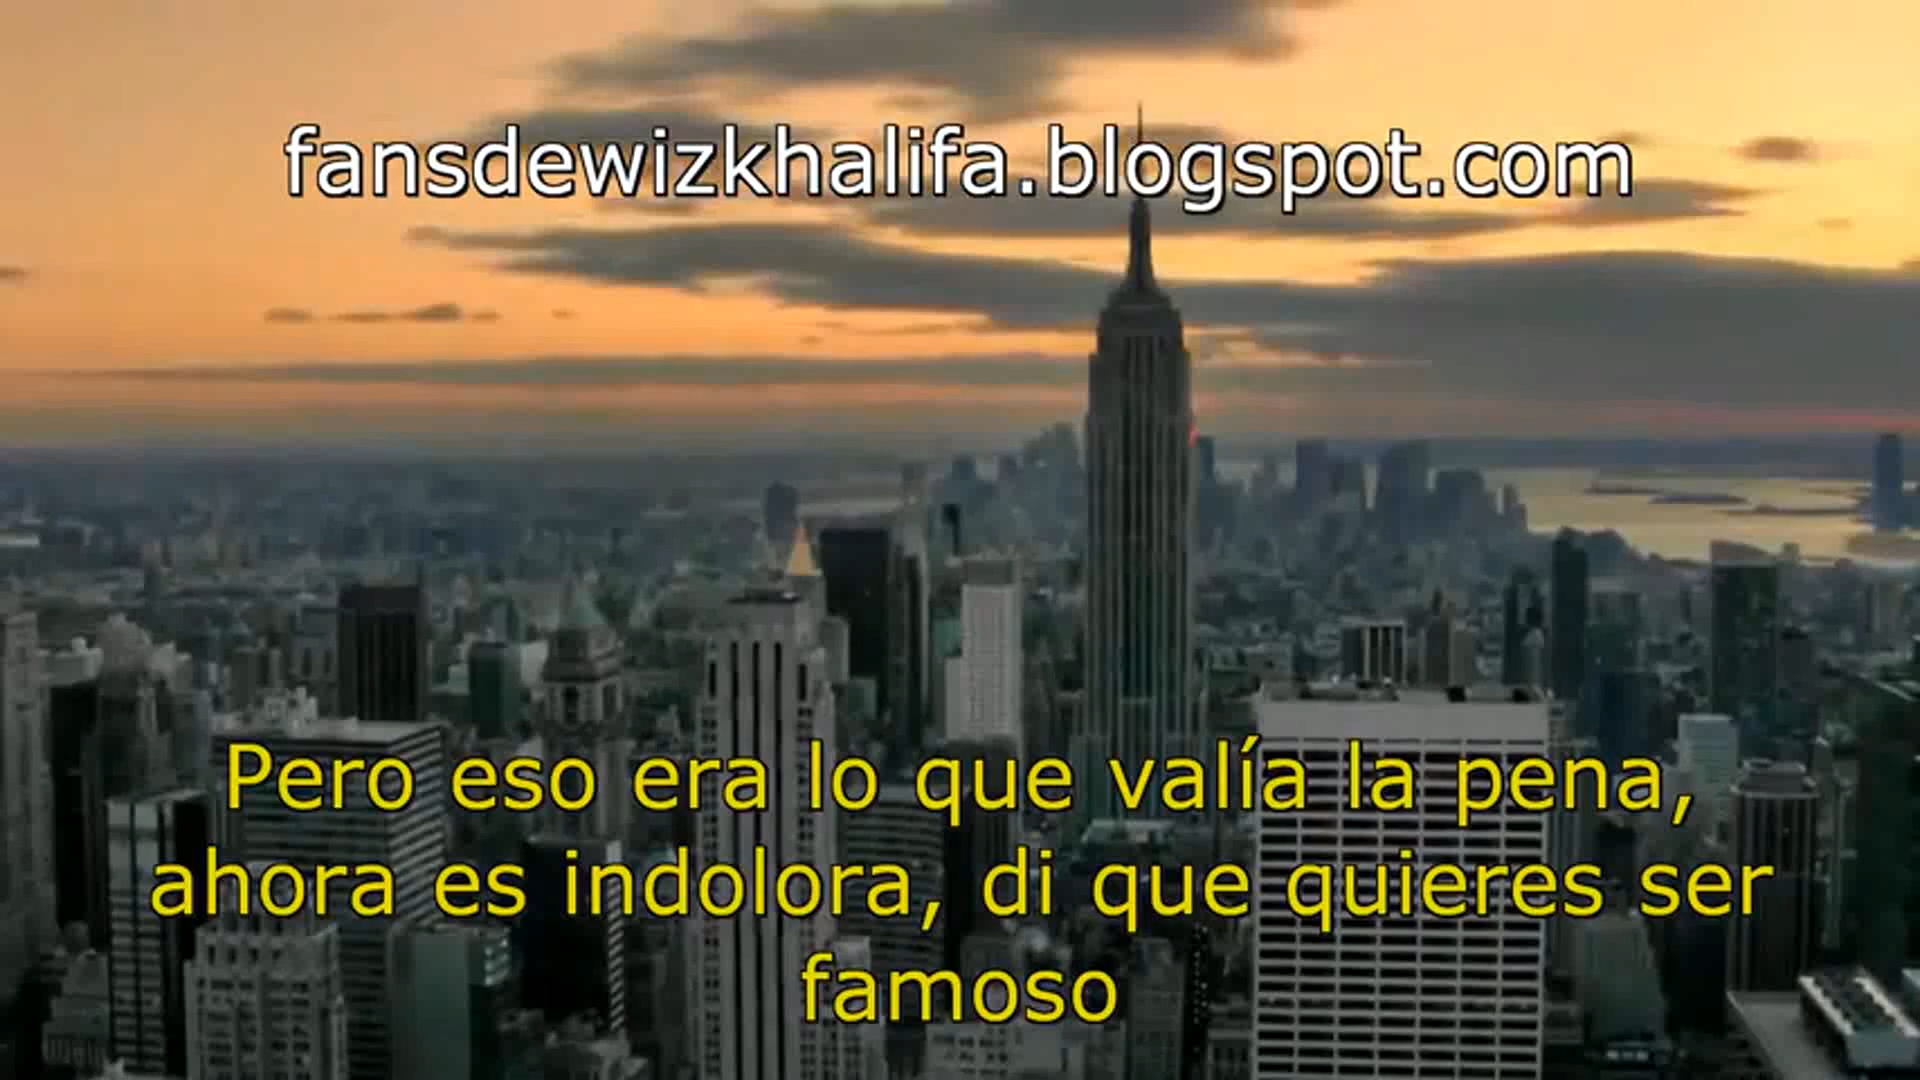 fansdewizkhalifa.blogspot.com
Pero eso era lo que valía la pena,
ahora es indolora, di que quieres ser
famoso